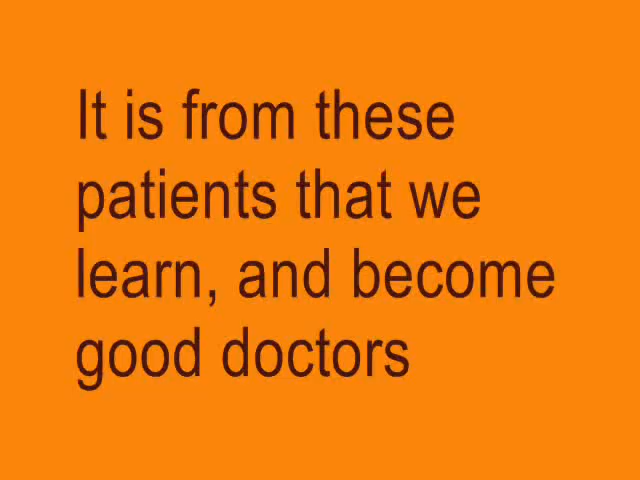 It is from these
patients that we
learn, and become
good doctors